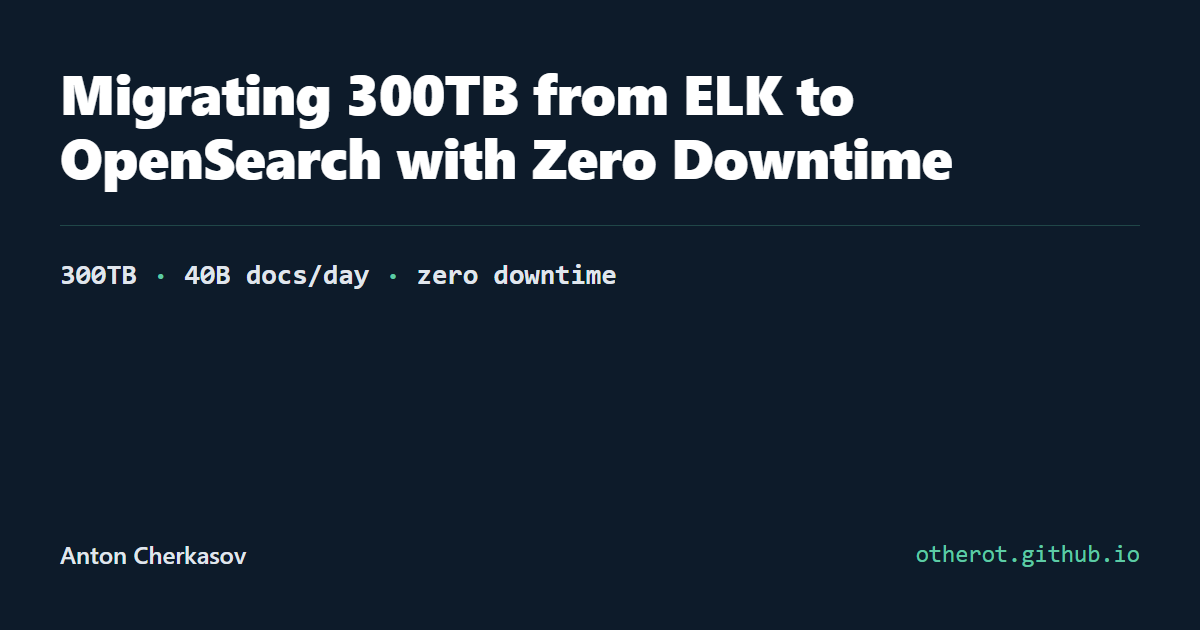 Migrating 300TB from ELK to
OpenSearch with Zero Downtime
300TB · 40B docs/day · zero downtime
Anton Cherkasov
otherot.github.io